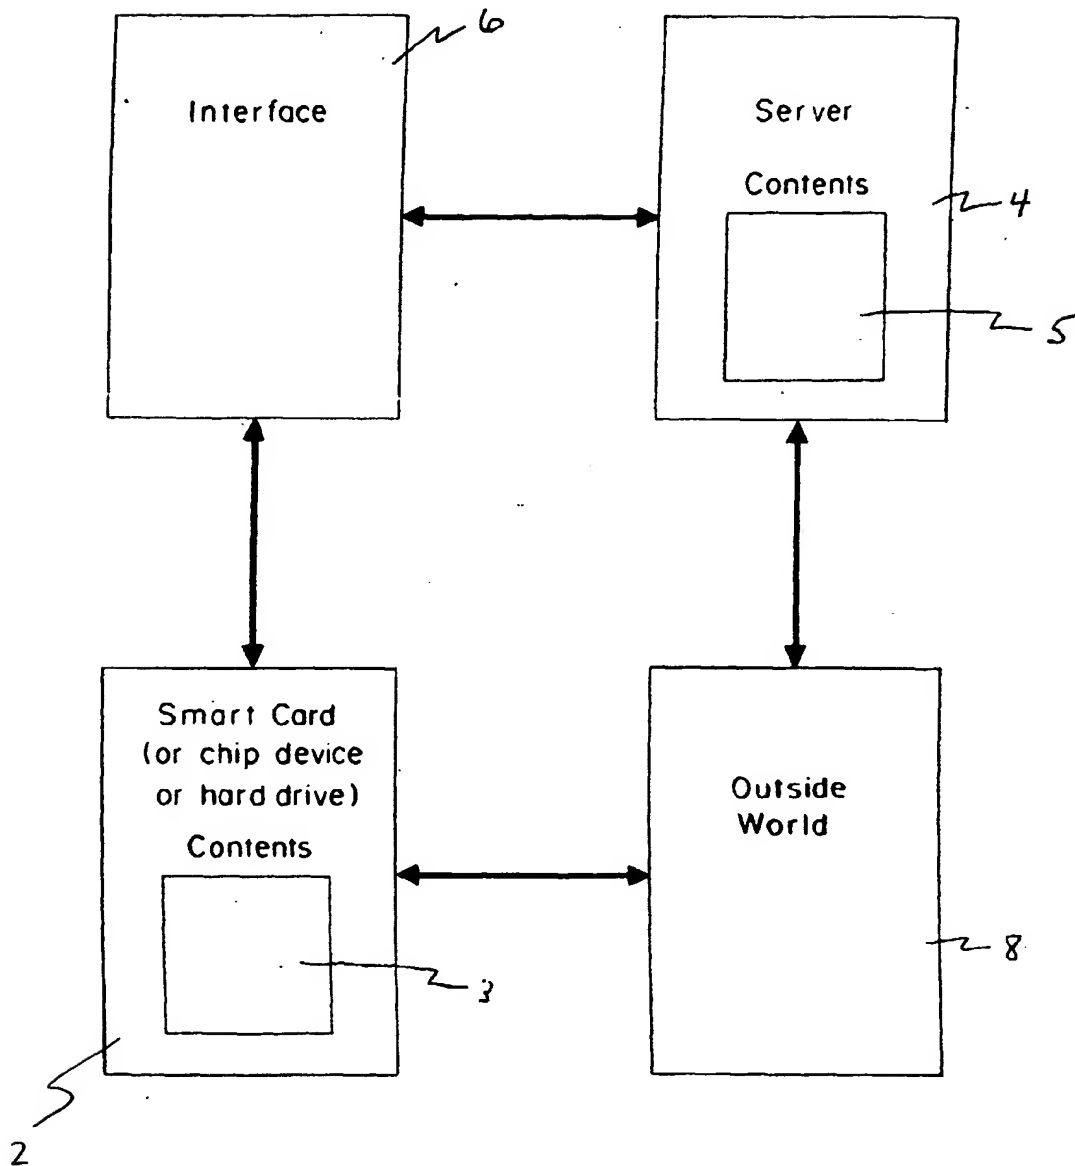 6
Interface
Server
Contents
4
5
Smart Card
(or chip device
or hard drive)
Contents
3
2
Outside
World
8